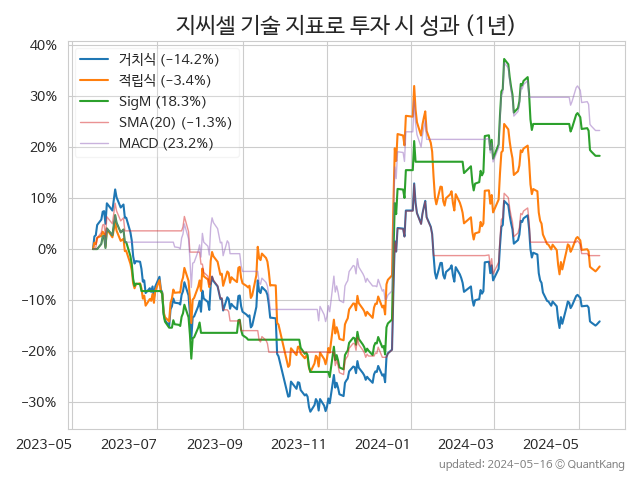 지씨셀 기술 지표로 투자 시 성과 (1년)
40%
30%
20%
10%
0%
−10%
−20%
−30%
거치식 (−14.2%)
적립식 (−3.4%)
SigM (18.3%)
SMA(20) (−1.3%)
MACD (23.2%)
2023-05 2023-07 2023-09 2023-11 2024-01 2024-03 2024-05
updated: 2024-05-16 ⓒ QuantKang